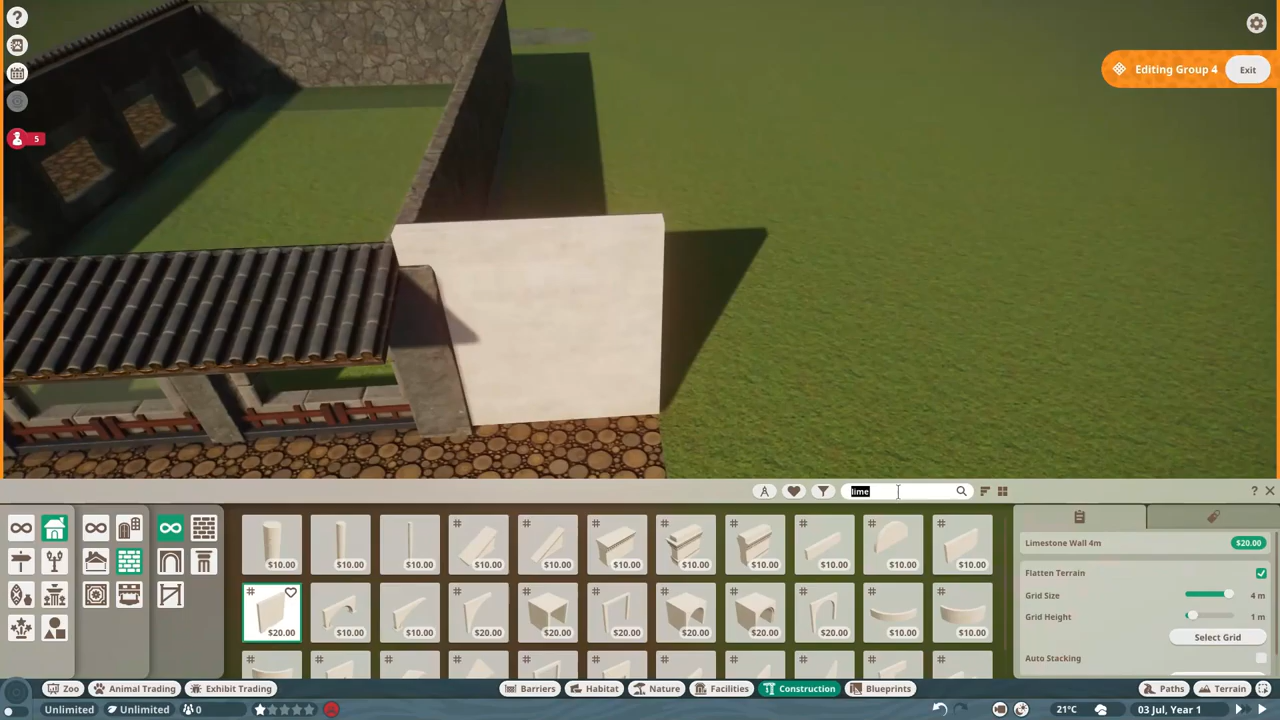 ?
Editing Group 4 Exit
5
lime
? ×
$10.00 $10.00 $10.00 $10.00 $10.00 $10.00 $10.00 $10.00 $10.00 $10.00 $10.00
$20.00 $10.00 $10.00 $20.00 $20.00 $20.00 $20.00 $20.00 $20.00 $10.00 $10.00
Limestone Wall 4m $20.00
Flatten Terrain
Grid Size 4 m
Grid Height 1 m
Select Grid
Auto Stacking
Zoo Animal Trading Exhibit Trading Barriers Habitat Nature Facilities Construction Blueprints Paths Terrain
Unlimited Unlimited 0 21°C 03 Jul, Year 1